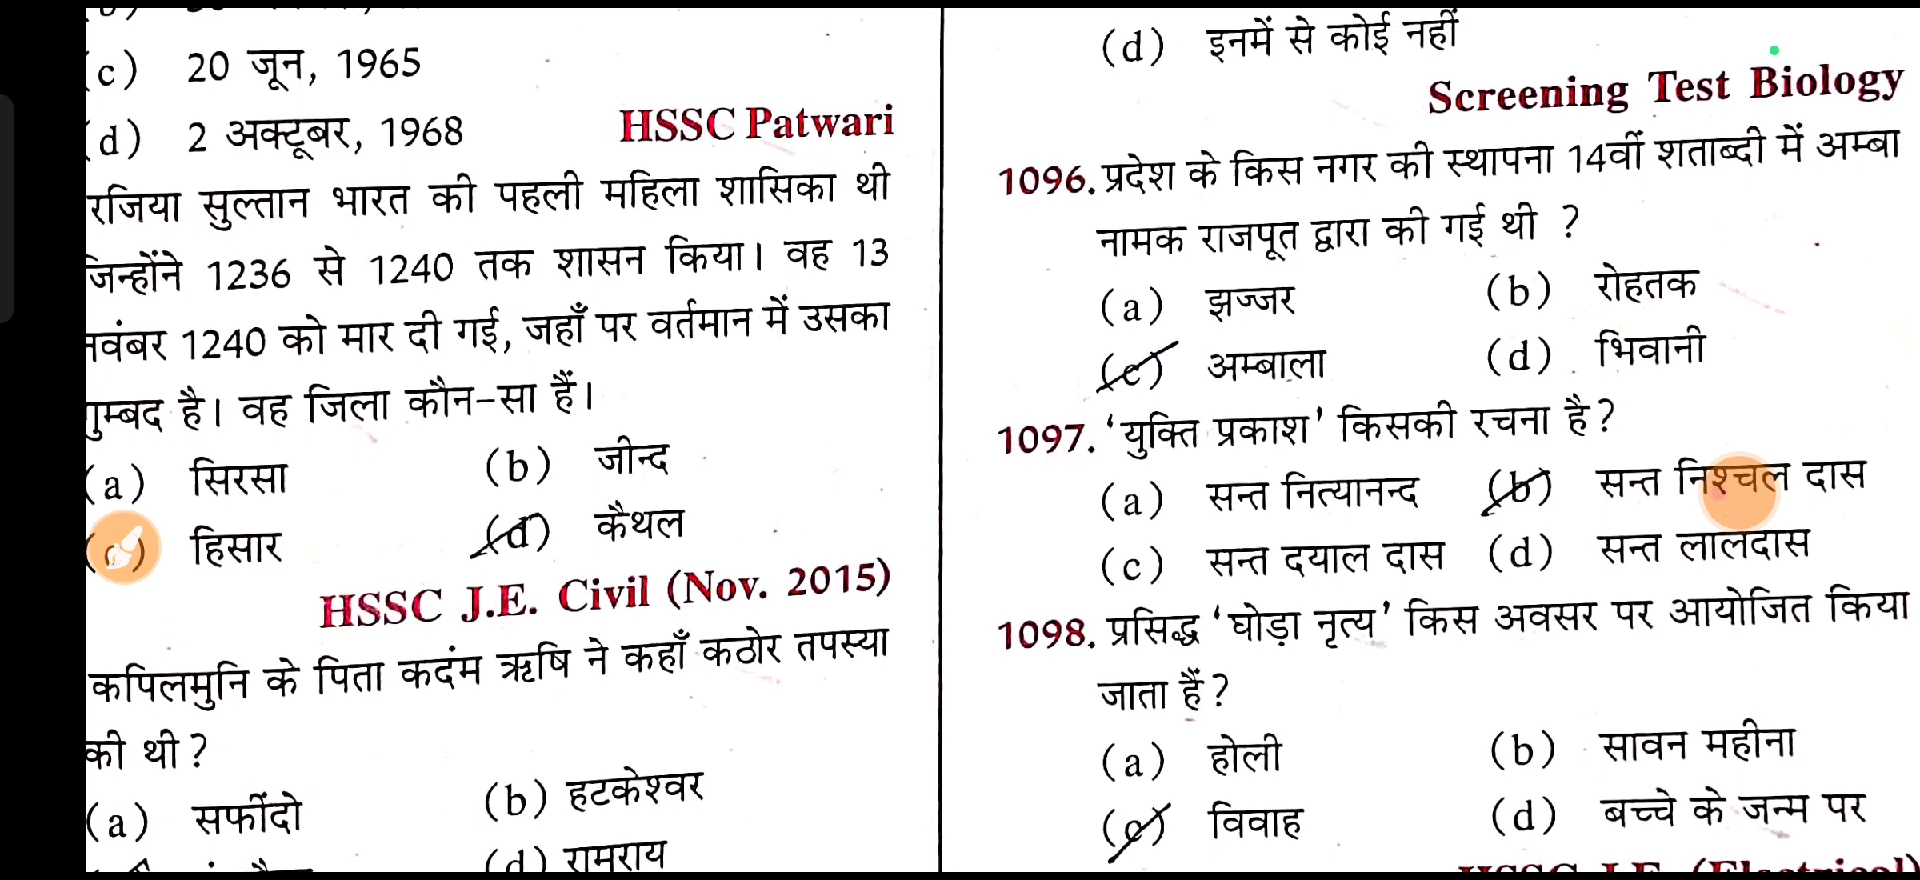 (c) 20 जून, 1965
(d) 2 अक्टूबर, 1968 HSSC Patwari
रजिया सुल्तान भारत की पहली महिला शासिका थी
जिन्होंने 1236 से 1240 तक शासन किया। वह 13
नवंबर 1240 को मार दी गई, जहाँ पर वर्तमान में उसका
गुम्बद है। वह जिला कौन-सा हैं।
(a) सिरसा (b) जीन्द
(c) हिसार (d) कैथल
HSSC J.E. Civil (Nov. 2015)
कपिलमुनि के पिता कदंम ऋषि ने कहाँ कठोर तपस्या
की थी?
(a) सफींदो (b) हटकेश्वर
(d) रामराय
(d) इनमें से कोई नहीं
Screening Test Biology
1096. प्रदेश के किस नगर की स्थापना 14वीं शताब्दी में अम्बा
नामक राजपूत द्वारा की गई थी ?
(a) झज्जर (b) रोहतक
(c) अम्बाला (d) भिवानी
1097. ‘युक्ति प्रकाश’ किसकी रचना है?
(a) सन्त नित्यानन्द (b) सन्त निश्चल दास
(c) सन्त दयाल दास (d) सन्त लालदास
1098. प्रसिद्ध ‘घोड़ा नृत्य’ किस अवसर पर आयोजित किया
जाता हैं?
(a) होली (b) सावन महीना
(c) विवाह (d) बच्चे के जन्म पर